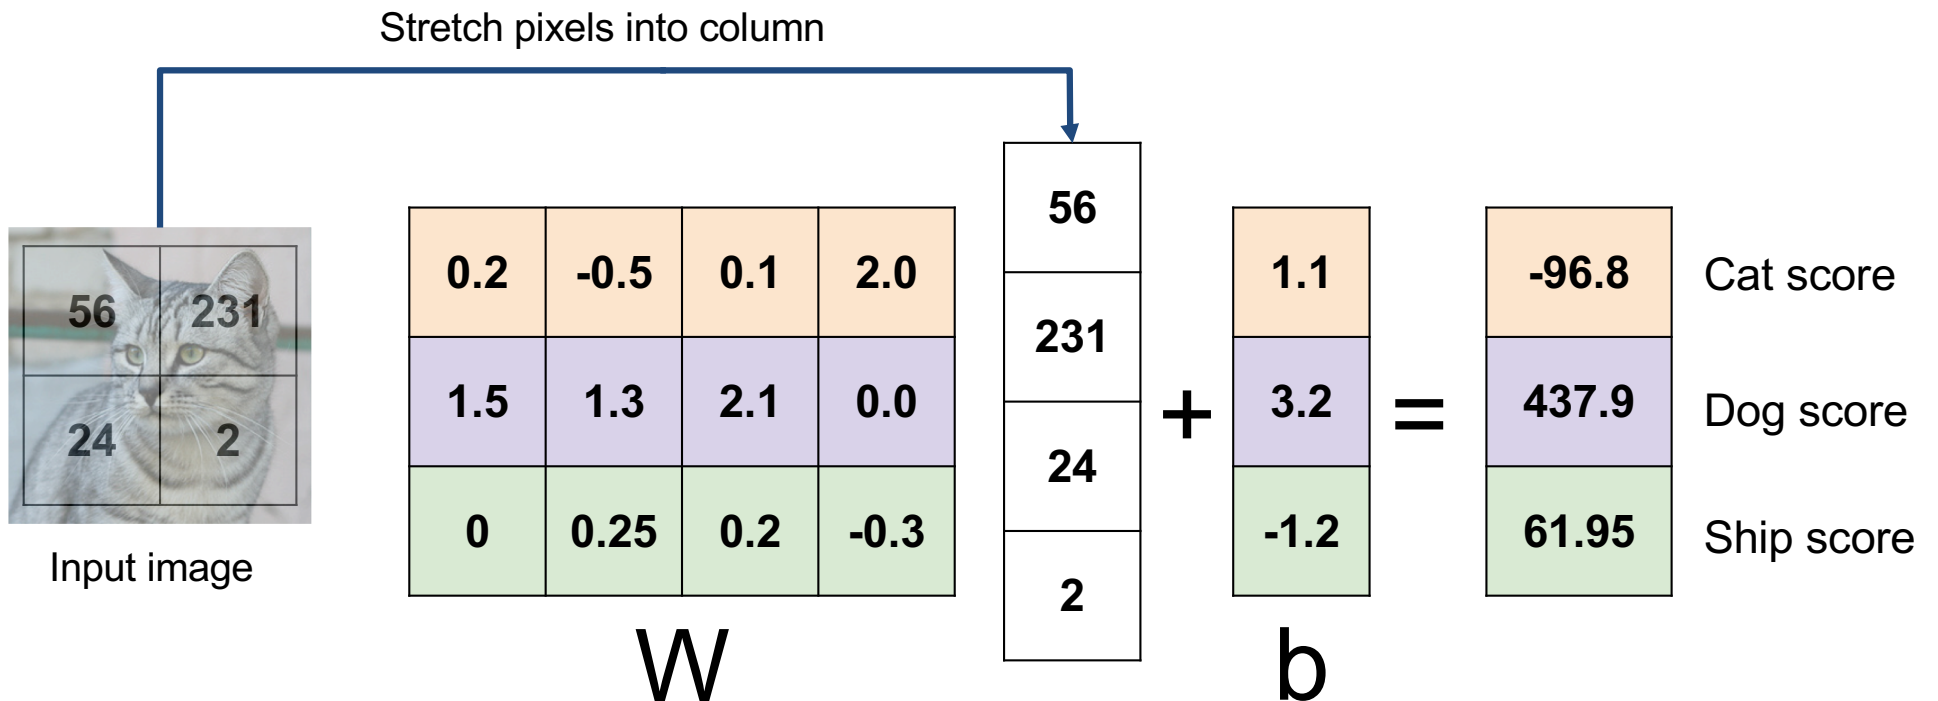 Stretch pixels into column
56 231
24 2
Input image
0.2 -0.5 0.1 2.0
1.5 1.3 2.1 0.0
0 0.25 0.2 -0.3
W
56
231
24
2
+
1.1
3.2
-1.2
b
=
-96.8 Cat score
437.9 Dog score
61.95 Ship score